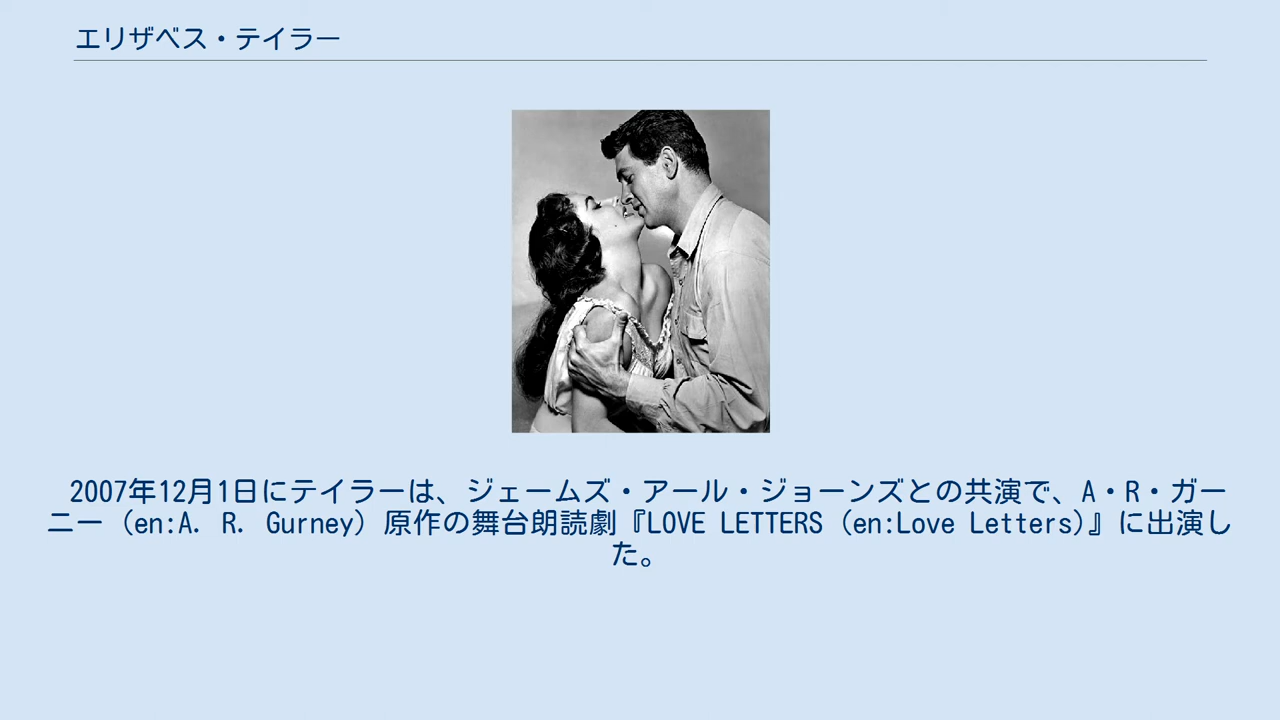 エリザベス・テイラー
2007年12月1日にテイラーは、ジェームズ・アール・ジョーンズとの共演で、A・R・ガー
ニー（en:A. R. Gurney）原作の舞台朗読劇『LOVE LETTERS（en:Love Letters)』に出演し
た。